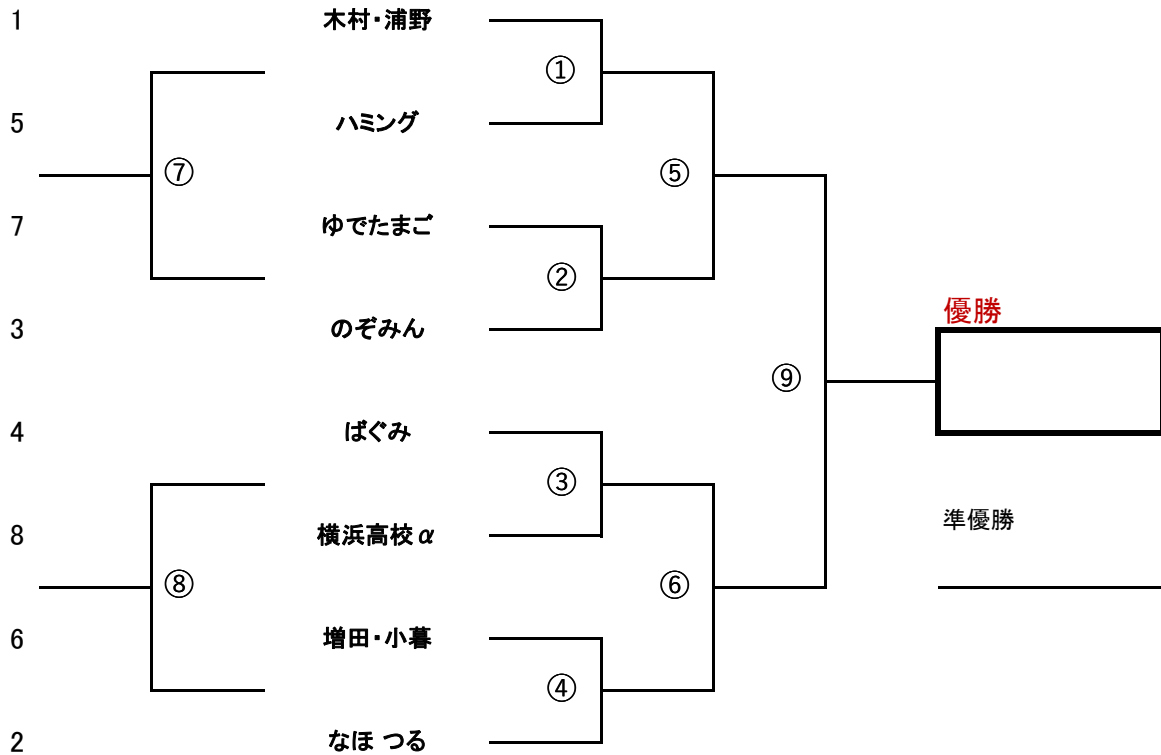 1 木村・浦野
①
5 ハミング
⑦ ⑤
7 ゆでたまご
②
優勝
3 のぞみん
⑨
4 ばぐみ
③
準優勝
8 横浜高校α
⑧ ⑥
6 増田・小暮
④
2 なほ つる